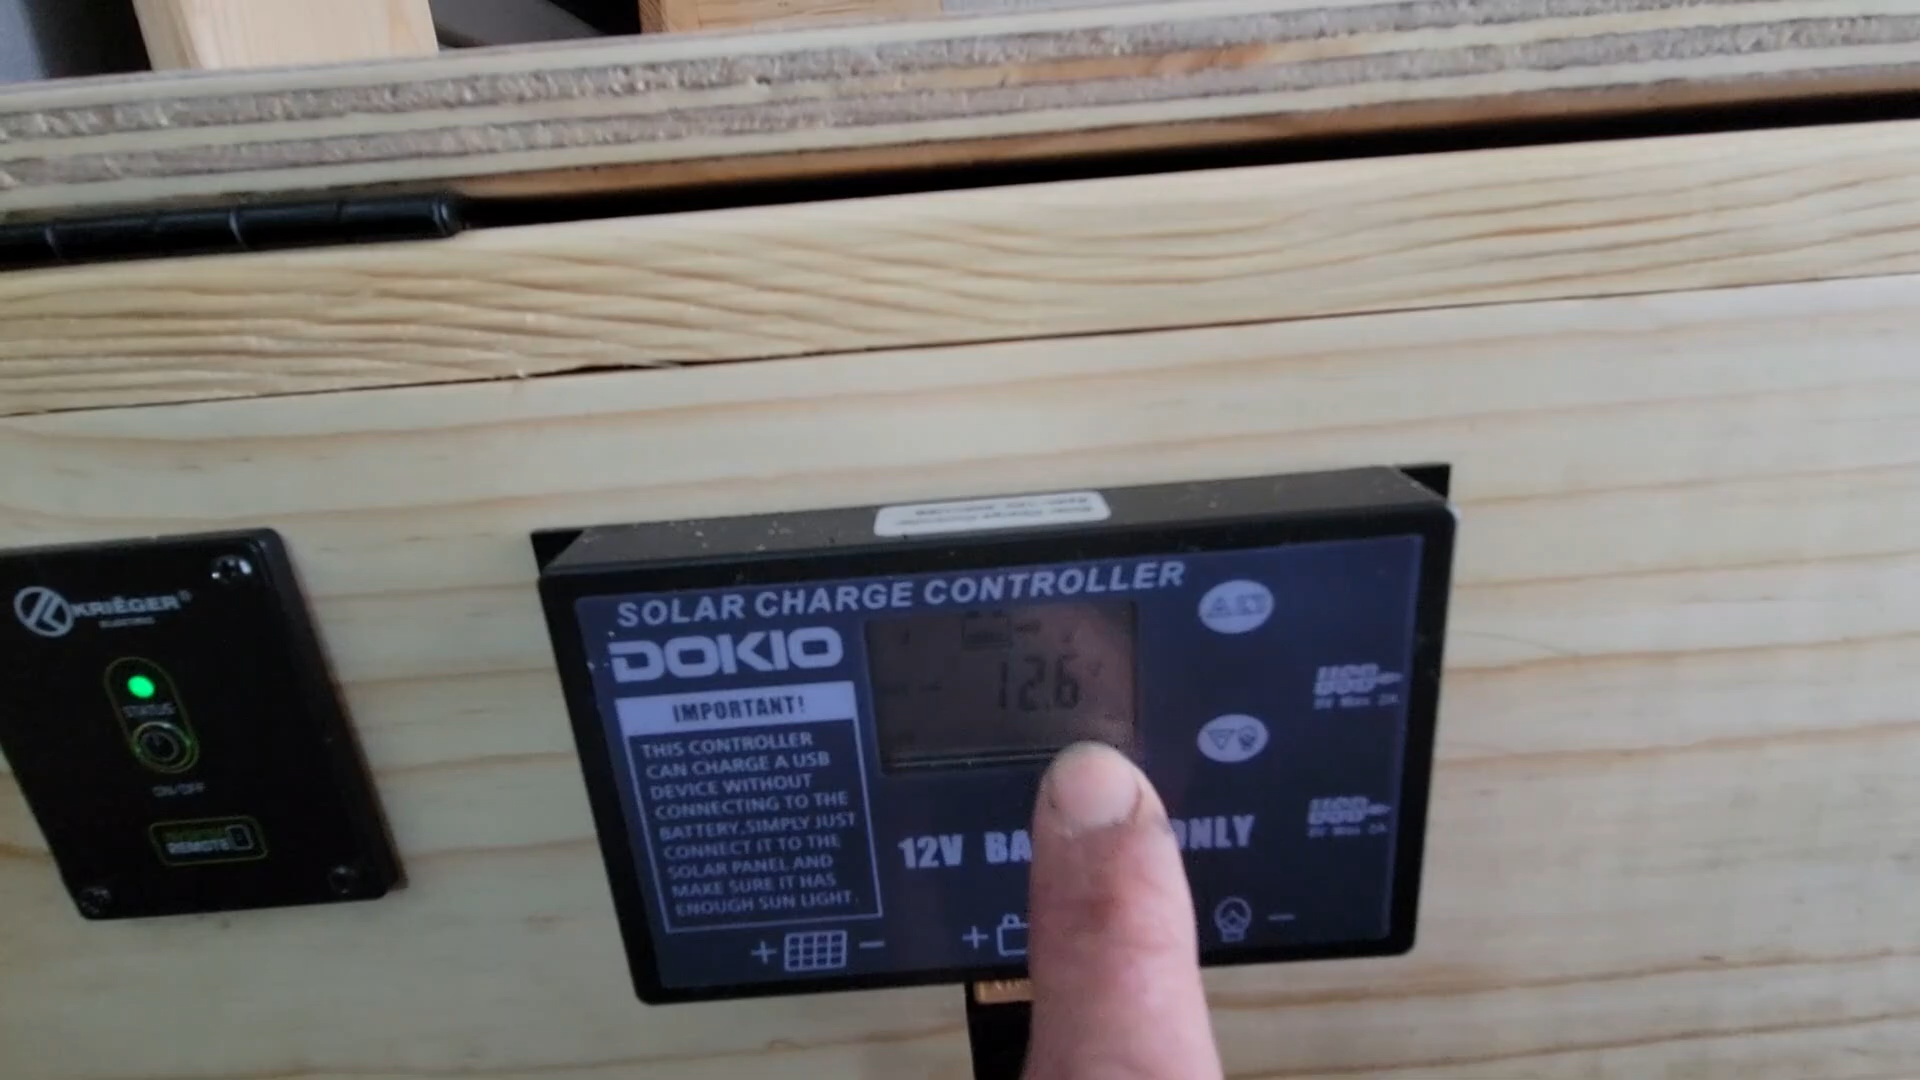 KRIËGER
ELECTRIC
STATUS
ON/OFF
REMOTE
SOLAR CHARGE CONTROLLER
DOKIO
12.6
IMPORTANT!
THIS CONTROLLER
CAN CHARGE A USB
DEVICE WITHOUT
CONNECTING TO THE
BATTERY.SIMPLY JUST
CONNECT IT TO THE
SOLAR PANEL AND
MAKE SURE IT HAS
ENOUGH SUN LIGHT.
12V BA ONLY
+ −
+
−